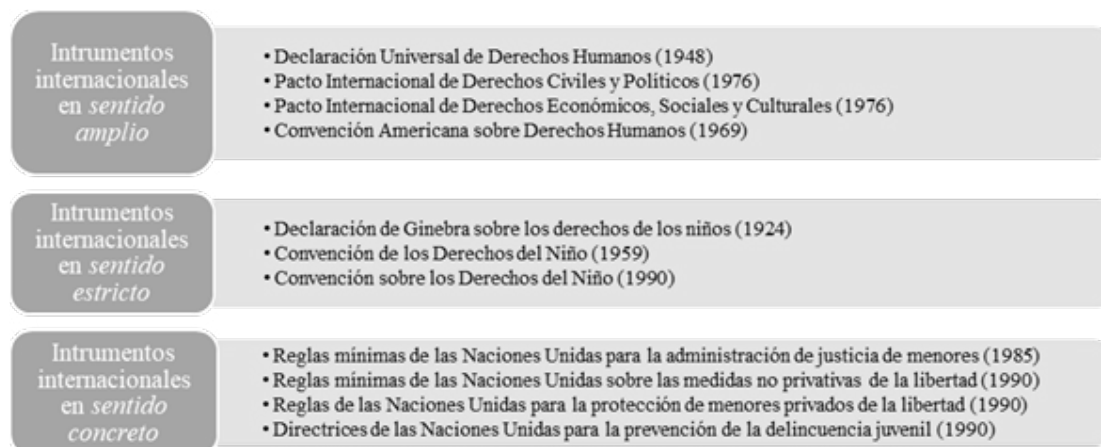 Intrumentos
internacionales
en sentido
amplio
• Declaración Universal de Derechos Humanos (1948)
• Pacto Internacional de Derechos Civiles y Políticos (1976)
• Pacto Internacional de Derechos Económicos, Sociales y Culturales (1976)
• Convención Americana sobre Derechos Humanos (1969)
Intrumentos
internacionales
en sentido
estricto
• Declaración de Ginebra sobre los derechos de los niños (1924)
• Convención de los Derechos del Niño (1959)
• Convención sobre los Derechos del Niño (1990)
Intrumentos
internacionales
en sentido
concreto
• Reglas mínimas de las Naciones Unidas para la administración de justicia de menores (1985)
• Reglas mínimas de las Naciones Unidas sobre las medidas no privativas de la libertad (1990)
• Reglas de las Naciones Unidas para la protección de menores privados de la libertad (1990)
• Directrices de las Naciones Unidas para la prevención de la delincuencia juvenil (1990)